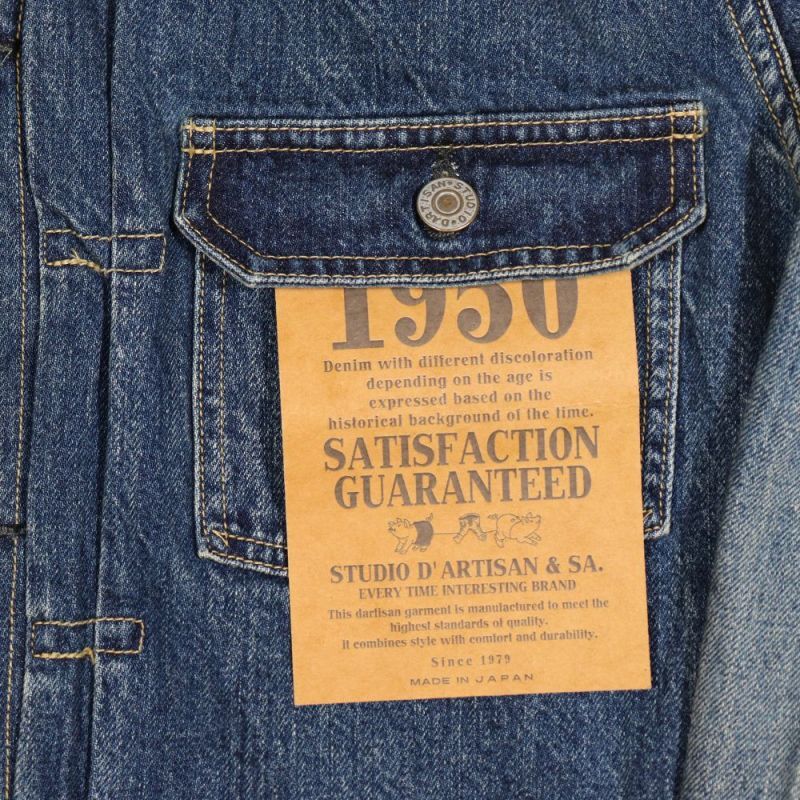 D'ARTISAN★STUDIO★
1950
Denim with different discoloration
depending on the age is
expressed based on the
historical background of the time.
SATISFACTION
GUARANTEED
STUDIO D'ARTISAN & SA.
EVERY TIME INTERESTING BRAND
This dartisan garment is manufactured to meet the
highest standards of quality.
it combines style with comfort and durability.
Since 1979
MADE IN JAPAN